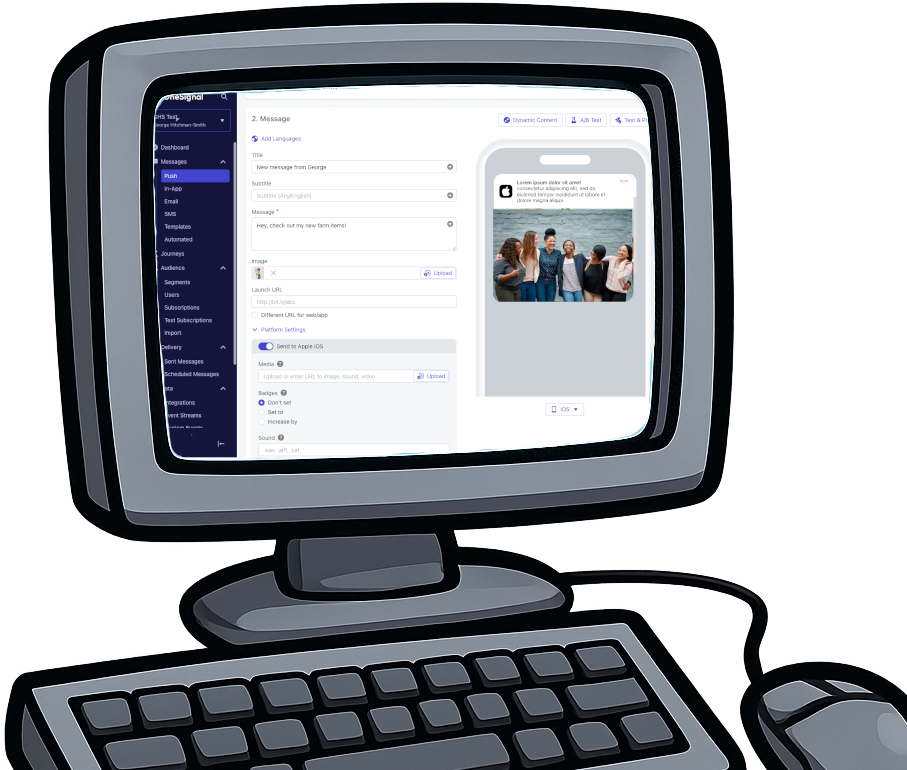 OneSignal
GHS Test
George Hitchman-Smith
Dashboard
Messages
Push
In-App
Email
SMS
Templates
Automated
Journeys
Audience
Segments
Users
Subscriptions
Test Subscriptions
Import
Delivery
Sent Messages
Scheduled Messages
ata
ntegrations
vent Streams
2. Message
Dynamic Content
A/B Test
Test & P
Add Languages
Title
New message from George
Subtitle
Subtitle (Any/English)
Message *
Hey, check out my new farm items!
Image
Upload
Launch URL
http://bit.ly/abc
Different URL for web/app
Platform Settings
Send to Apple iOS
Media
Upload or enter URL to image, sound, video
Upload
Badges
Don't set
Set to
Increase by
Sound
.wav, .aiff, .caf
Lorem ipsum dolor sit amet
consectetur adipiscing elit, sed do
eiusmod tempor incididunt ut labore et
dolore magna aliqua
iOS